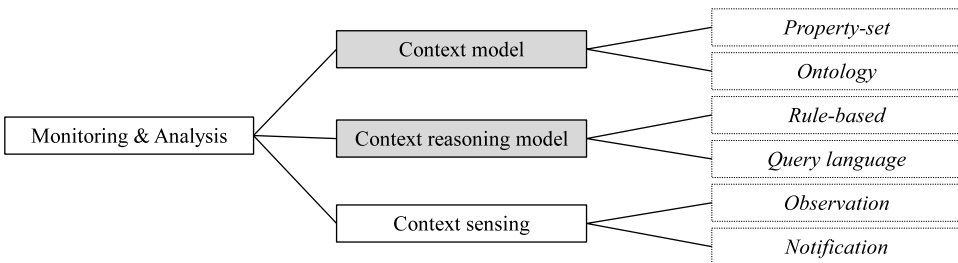 Monitoring & Analysis
Context model
Property-set
Ontology
Context reasoning model
Rule-based
Query language
Context sensing
Observation
Notification